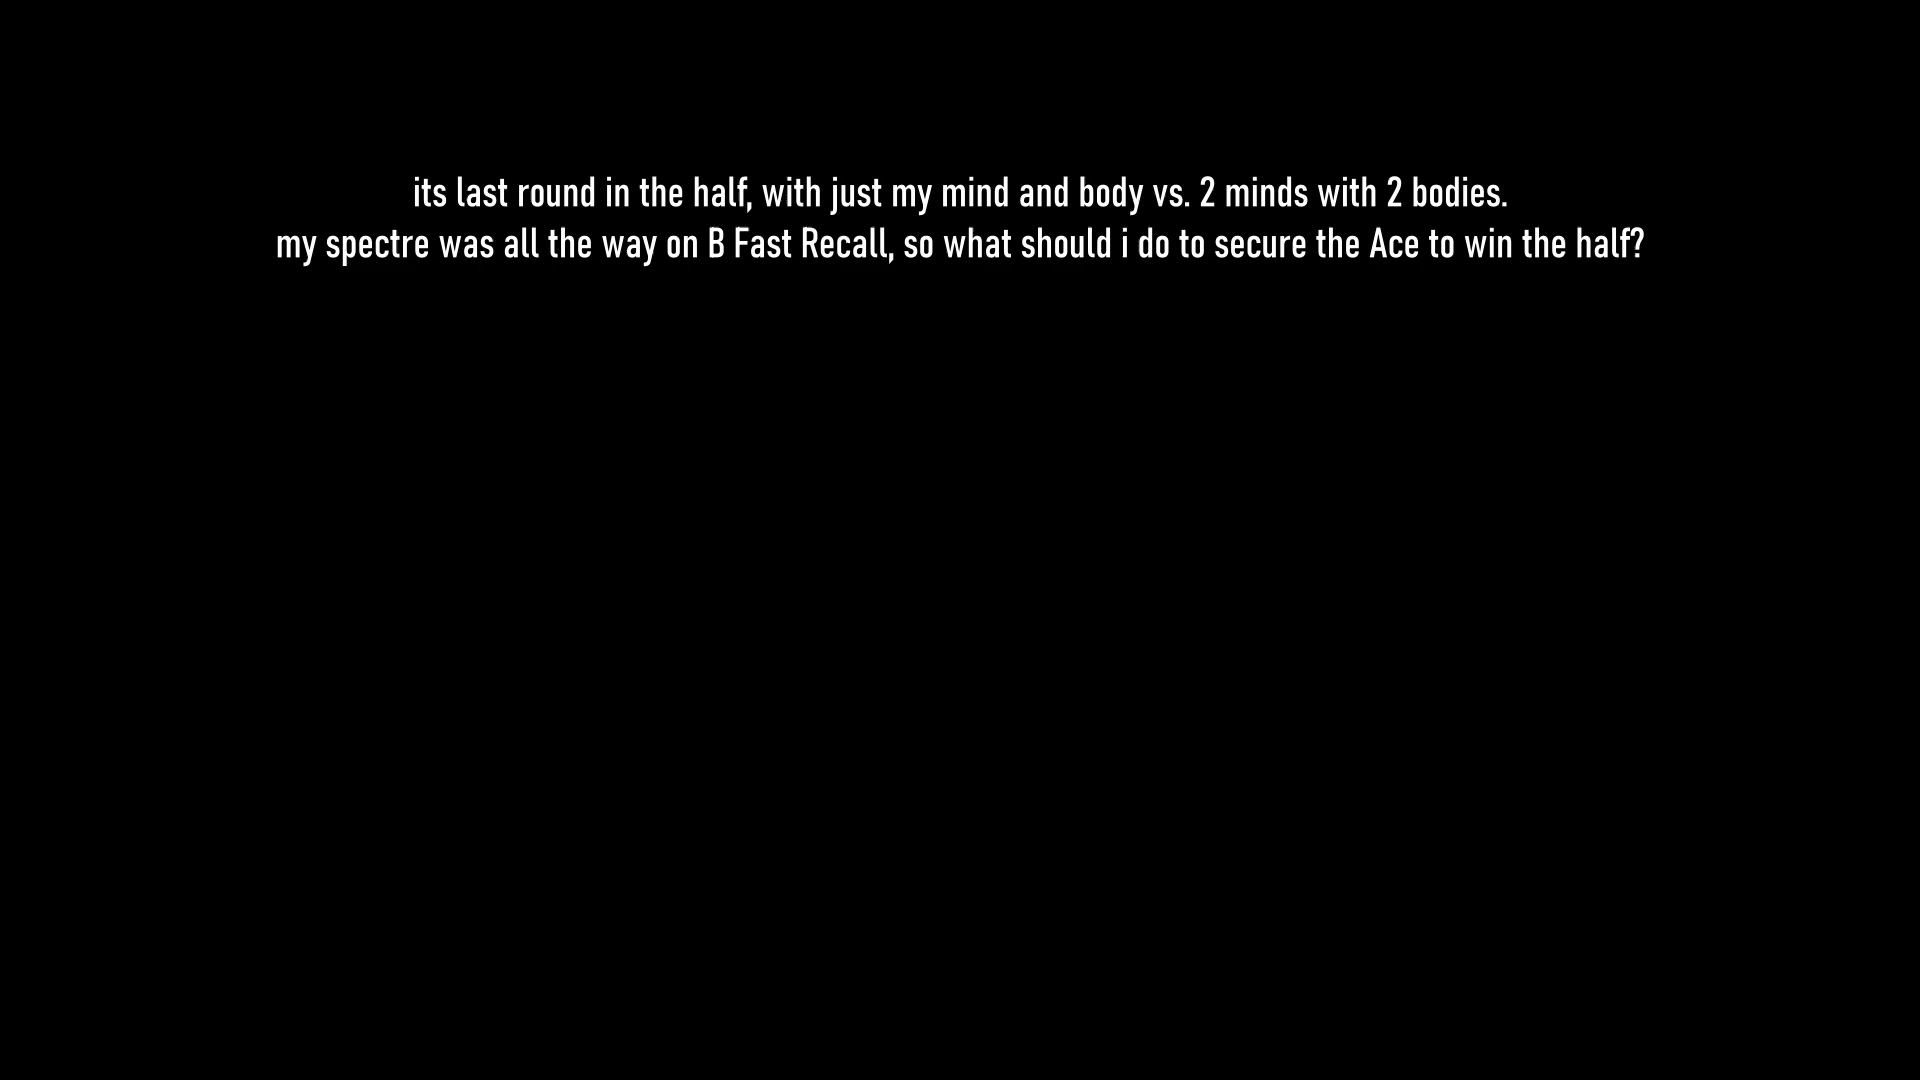 its last round in the half, with just my mind and body vs. 2 minds with 2 bodies.
my spectre was all the way on B Fast Recall, so what should i do to secure the Ace to win the half?